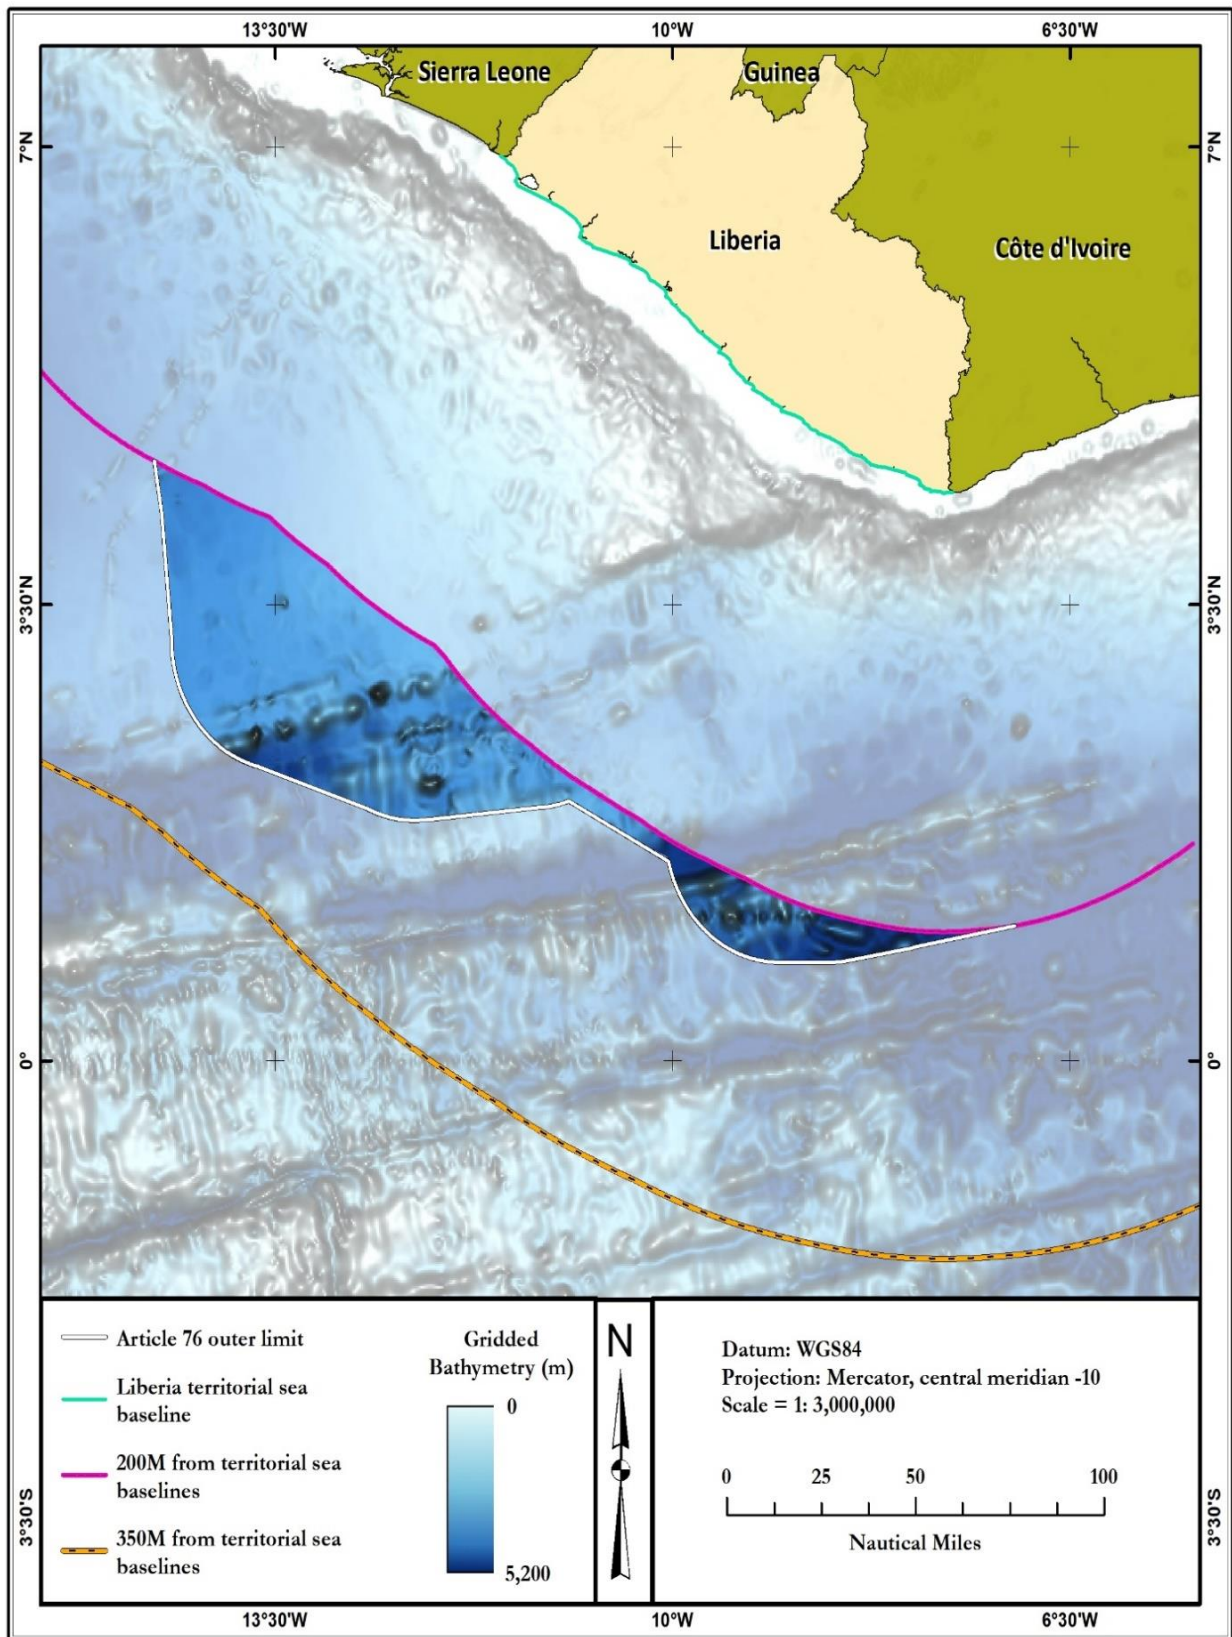 13°30'W 10°W 6°30'W
Sierra Leone
Guinea
7°N 7°N
Liberia
Côte d'Ivoire
3°30'N 3°30'N
0° 0°
Article 76 outer limit
Liberia territorial sea
baseline
200M from territorial sea
baselines
350M from territorial sea
baselines
Gridded
Bathymetry (m)
0
5,200
N
Datum: WGS84
Projection: Mercator, central meridian -10
Scale = 1: 3,000,000
0 25 50 100
Nautical Miles
3°30'S 3°30'S
13°30'W 10°W 6°30'W